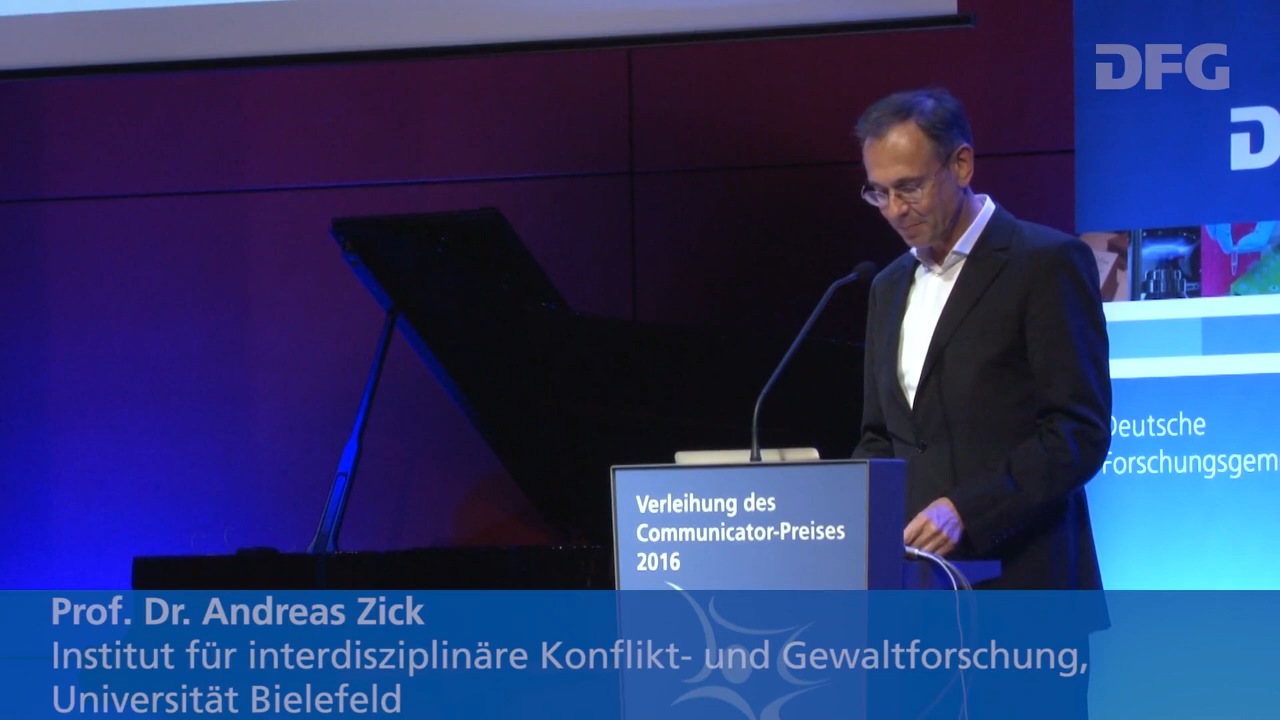 DFG
Deutsche
Verleihung des
Communicator-Preises
2016
Prof. Dr. Andreas Zick
Institut für interdisziplinäre Konflikt- und Gewaltforschung,
Universität Bielefeld